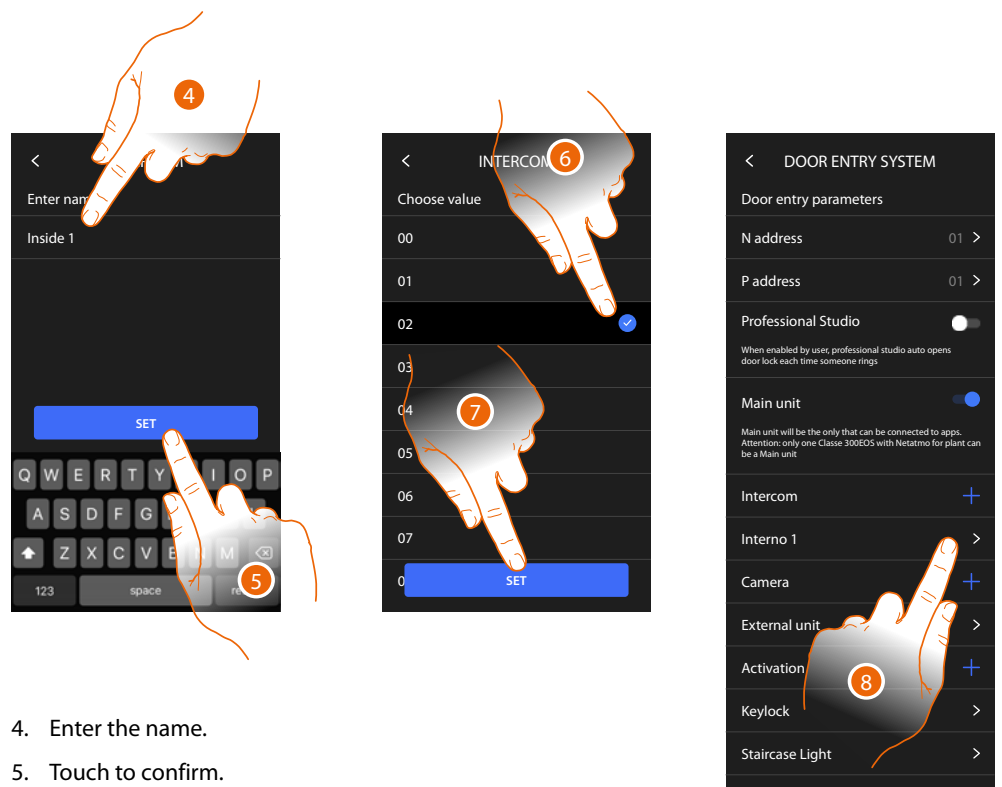 4
Enter nam
Inside 1
SET
Q W E R T Y I O P
A S D F G
Z X C V B N M
123 space
5
INTERCOM
6
Choose value
00
01
02
03
04
7
05
06
07
0
SET
DOOR ENTRY SYSTEM
Door entry parameters
N address 01
P address 01
Professional Studio
When enabled by user, professional studio auto opens
door lock each time someone rings
Main unit
Main unit will be the only that can be connected to apps.
Attention: only one Classe 300EOS with Netatmo for plant can
be a Main unit
Intercom
Interno 1
Camera
External unit
Activation
8
Keylock
Staircase Light
4. Enter the name.
5. Touch to confirm.